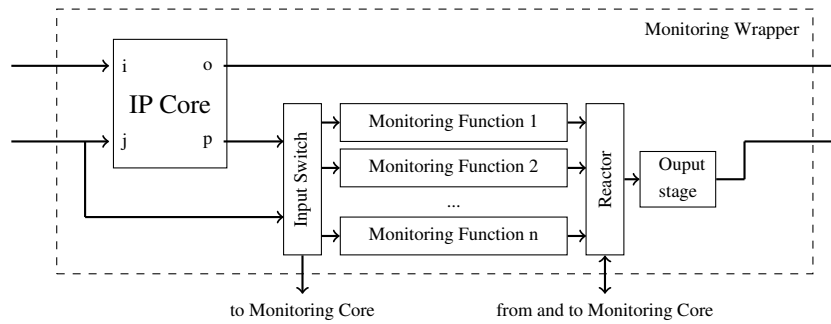 Monitoring Wrapper
i o
IP Core
j p
Input Switch
Monitoring Function 1
Monitoring Function 2
...
Monitoring Function n
Reactor
Ouput
stage
to Monitoring Core
from and to Monitoring Core